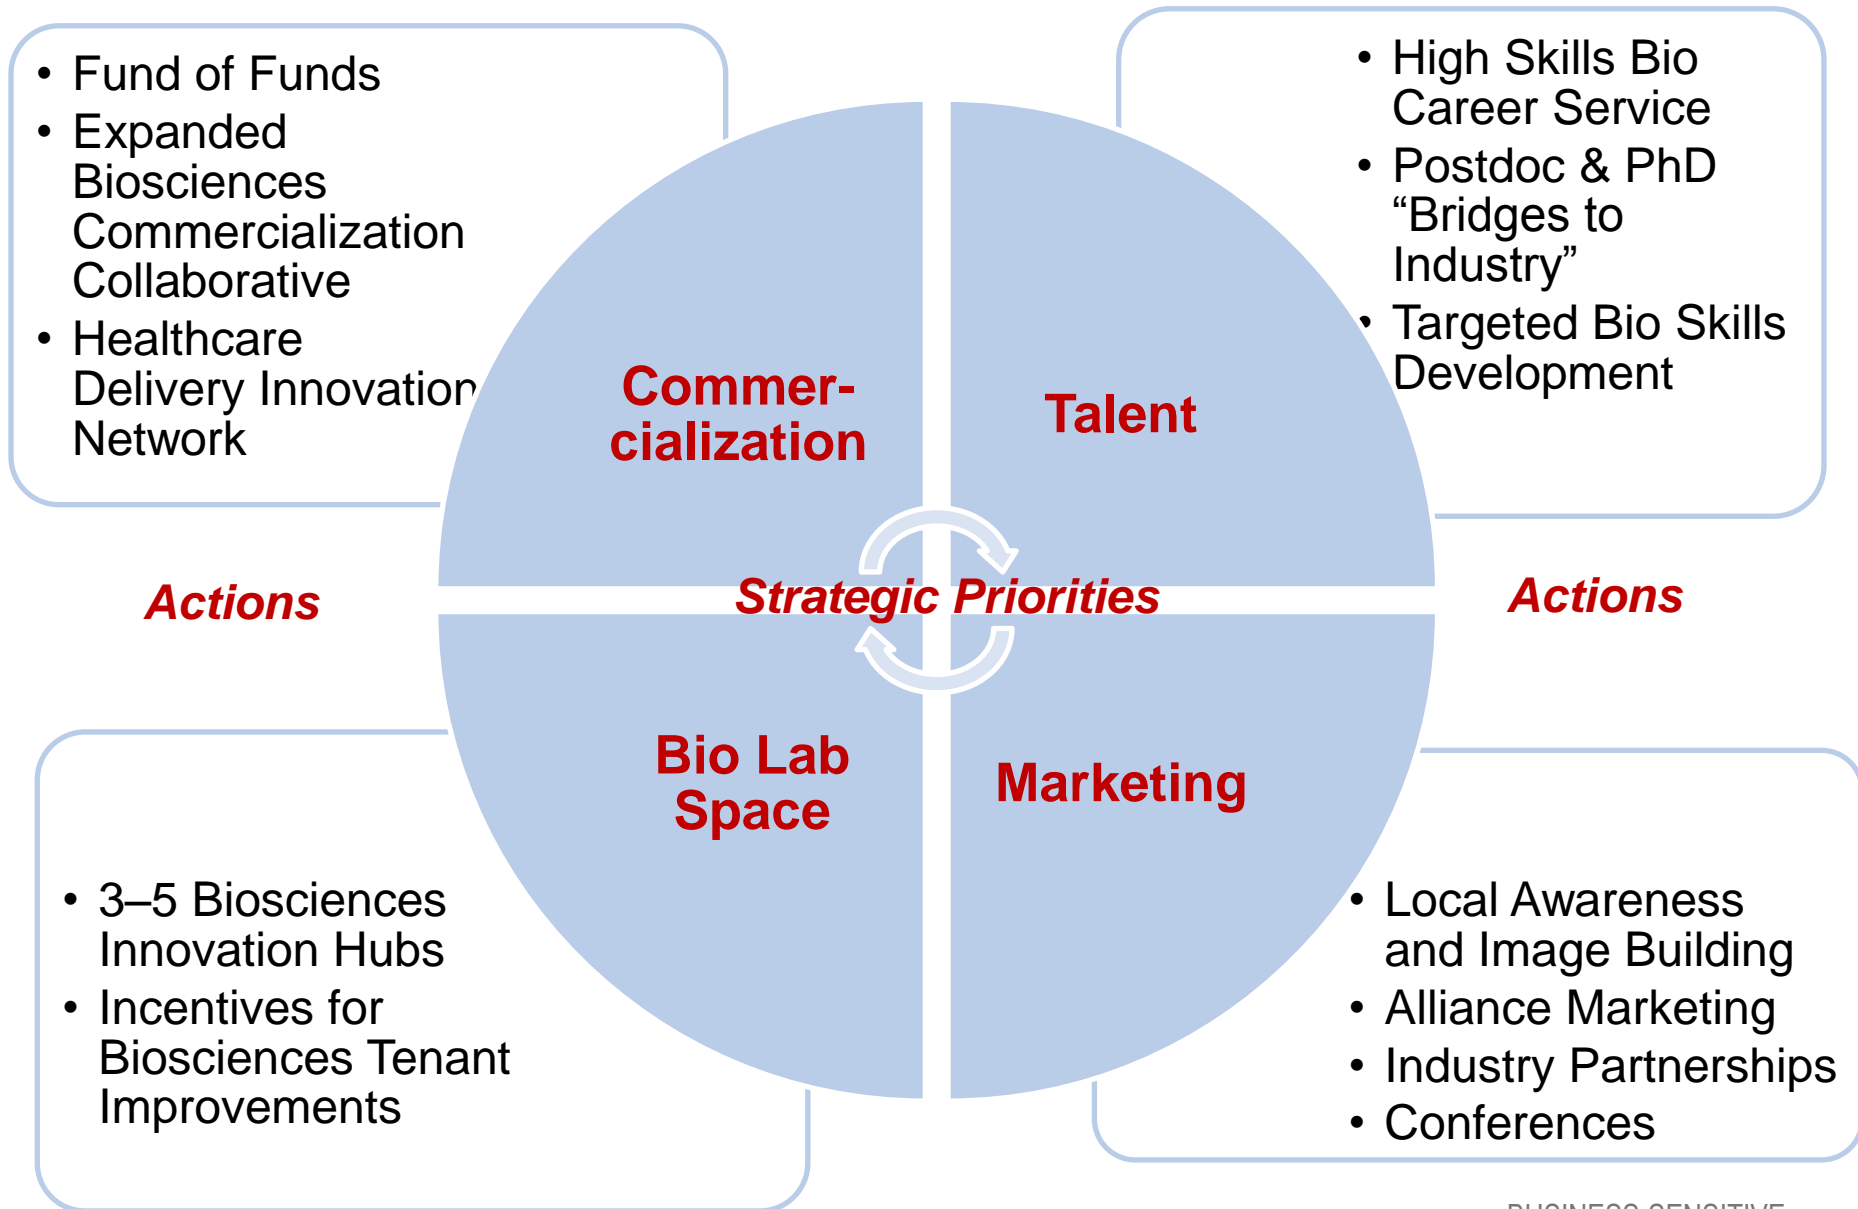 • Fund of Funds
• Expanded
Biosciences
Commercialization
Collaborative
• Healthcare
Delivery Innovation
Network
• High Skills Bio
Career Service
• Postdoc & PhD
“Bridges to
Industry”
• Targeted Bio Skills
Development
Commer-
cialization
Talent
Actions
Strategic Priorities
Actions
Bio Lab
Space
Marketing
• 3–5 Biosciences
Innovation Hubs
• Incentives for
Biosciences Tenant
Improvements
• Local Awareness
and Image Building
• Alliance Marketing
• Industry Partnerships
• Conferences
BUSINESS SENSITIVE